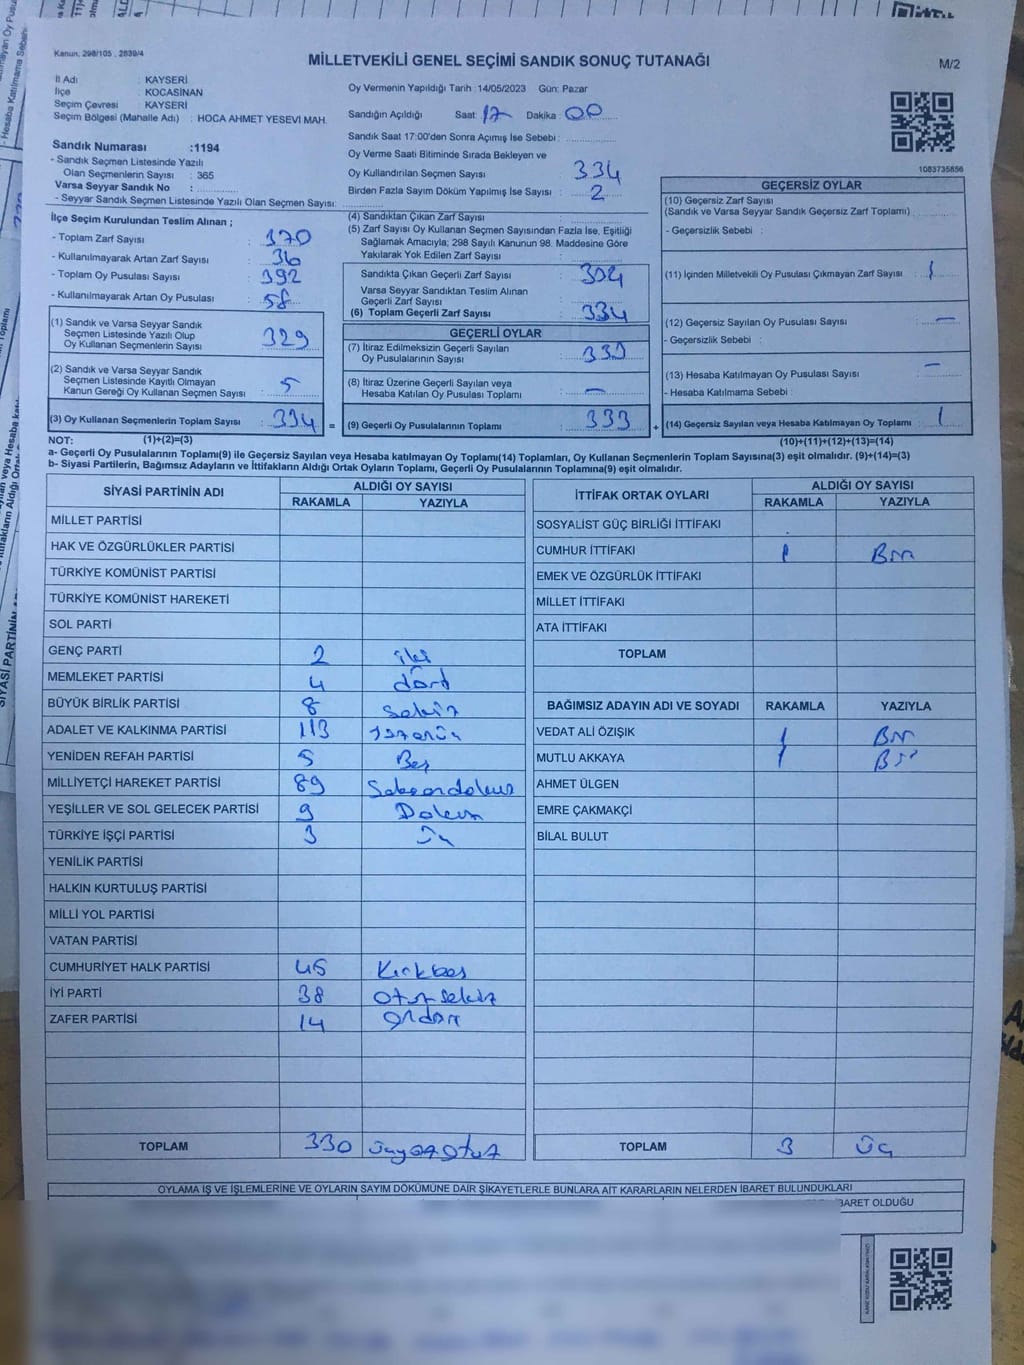 Kanun, 298/105 , 2839/4
MİLLETVEKİLİ GENEL SEÇİMİ SANDIK SONUÇ TUTANAĞI
M/2
İl Adı : KAYSERİ
İlçe : KOCASİNAN
Seçim Çevresi : KAYSERİ
Seçim Bölgesi (Mahalle Adı) : HOCA AHMET YESEVİ MAH.
Oy Vermenin Yapıldığı Tarih : 14/05/2023 Gün: Pazar
Sandığın Açıldığı Saat: 17 Dakika : 00
Sandık Saat 17:00'den Sonra Açımış İse Sebebi :
Sandık Numarası :1194
- Sandık Seçmen Listesinde Yazılı
Olan Seçmenlerin Sayısı : 365
Varsa Seyyar Sandık No :
- Seyyar Sandık Seçmen Listesinde Yazılı Olan Seçmen Sayısı:
Oy Verme Saati Bitiminde Sırada Bekleyen ve
Oy Kullandırılan Seçmen Sayısı : 334
Birden Fazla Sayım Döküm Yapılmış İse Sayısı : 2
1083735856
İlçe Seçim Kurulundan Teslim Alınan ;
- Toplam Zarf Sayısı : 370
- Kullanılmayarak Artan Zarf Sayısı : 36
- Toplam Oy Pusulası Sayısı : 392
- Kullanılmayarak Artan Oy Pusulası : 58
(1) Sandık ve Varsa Seyyar Sandık
Seçmen Listesinde Yazılı Olup
Oy Kullanan Seçmenlerin Sayısı : 329
(2) Sandık ve Varsa Seyyar Sandık
Seçmen Listesinde Kayıtlı Olmayan
Kanun Gereği Oy Kullanan Seçmen Sayısı : 5
(3) Oy Kullanan Seçmenlerin Toplam Sayısı : 334 =
(4) Sandıktan Çıkan Zarf Sayısı :
(5) Zarf Sayısı Oy Kullanan Seçmen Sayısından Fazla İse, Eşitliği
Sağlamak Amacıyla; 298 Sayılı Kanunun 98. Maddesine Göre
Yakılarak Yok Edilen Zarf Sayısı :
Sandıkta Çıkan Geçerli Zarf Sayısı : 334
Varsa Seyyar Sandıktan Teslim Alınan
Geçerli Zarf Sayısı :
(6) Toplam Geçerli Zarf Sayısı : 334
GEÇERLİ OYLAR
(7) İtiraz Edilmeksizin Geçerli Sayılan
Oy Pusulalarının Sayısı : 333
(8) İtiraz Üzerine Geçerli Sayılan veya
Hesaba Katılan Oy Pusulası Toplamı : —
(9) Geçerli Oy Pusulalarının Toplamı : 333 +
GEÇERSİZ OYLAR
(10) Geçersiz Zarf Sayısı
(Sandık ve Varsa Seyyar Sandık Geçersiz Zarf Toplamı) :
- Geçersizlik Sebebi :
(11) İçinden Milletvekili Oy Pusulası Çıkmayan Zarf Sayısı : 1
(12) Geçersiz Sayılan Oy Pusulası Sayısı : —
- Geçersizlik Sebebi :
(13) Hesaba Katılmayan Oy Pusulası Sayısı : —
- Hesaba Katılmama Sebebi :
(14) Geçersiz Sayılan veya Hesaba Katılmayan Oy Toplamı : 1
NOT: (1)+(2)=(3)
(10)+(11)+(12)+(13)=(14)
a- Geçerli Oy Pusulalarının Toplamı(9) ile Geçersiz Sayılan veya Hesaba katılmayan Oy Toplamı(14) Toplamları, Oy Kullanan Seçmenlerin Toplam Sayısına(3) eşit olmalıdır. (9)+(14)=(3)
b- Siyasi Partilerin, Bağımsız Adayların ve İttifakların Aldığı Ortak Oyların Toplamı, Geçerli Oy Pusulalarının Toplamına(9) eşit olmalıdır.
SİYASİ PARTİNİN ADI
ALDIĞI OY SAYISI
RAKAMLA YAZIYLA
MİLLET PARTİSİ
HAK VE ÖZGÜRLÜKLER PARTİSİ
TÜRKİYE KOMÜNİST PARTİSİ
TÜRKİYE KOMÜNİST HAREKETİ
SOL PARTİ
GENÇ PARTİ 2 iki
MEMLEKET PARTİSİ 4 dört
BÜYÜK BİRLİK PARTİSİ 8 sekiz
ADALET VE KALKINMA PARTİSİ 113
YENİDEN REFAH PARTİSİ 5 Beş
MİLLİYETÇİ HAREKET PARTİSİ 89
YEŞİLLER VE SOL GELECEK PARTİSİ 9 Dokuz
TÜRKİYE İŞÇİ PARTİSİ 3 Üç
YENİLİK PARTİSİ
HALKIN KURTULUŞ PARTİSİ
MİLLİ YOL PARTİSİ
VATAN PARTİSİ
CUMHURİYET HALK PARTİSİ 45 Kırkbeş
İYİ PARTİ 38 Otuzsekiz
ZAFER PARTİSİ 14 Ondört
TOPLAM 330 üçyüzotuz
İTTİFAK ORTAK OYLARI
ALDIĞI OY SAYISI
RAKAMLA YAZIYLA
SOSYALİST GÜÇ BİRLİĞİ İTTİFAKI
CUMHUR İTTİFAKI 1 Bir
EMEK VE ÖZGÜRLÜK İTTİFAKI
MİLLET İTTİFAKI
ATA İTTİFAKI
TOPLAM
BAĞIMSIZ ADAYIN ADI VE SOYADI RAKAMLA YAZIYLA
VEDAT ALİ ÖZIŞIK 1 Bir
MUTLU AKKAYA 1 Bir
AHMET ÜLGEN
EMRE ÇAKMAKÇİ
BİLAL BULUT
TOPLAM 3 Üç
OYLAMA İŞ VE İŞLEMLERİNE VE OYLARIN SAYIM DÖKÜMÜNE DAİR ŞİKAYETLERLE BUNLARA AİT KARARLARIN NELERDEN İBARET BULUNDUKLARI
BARET OLDUĞU